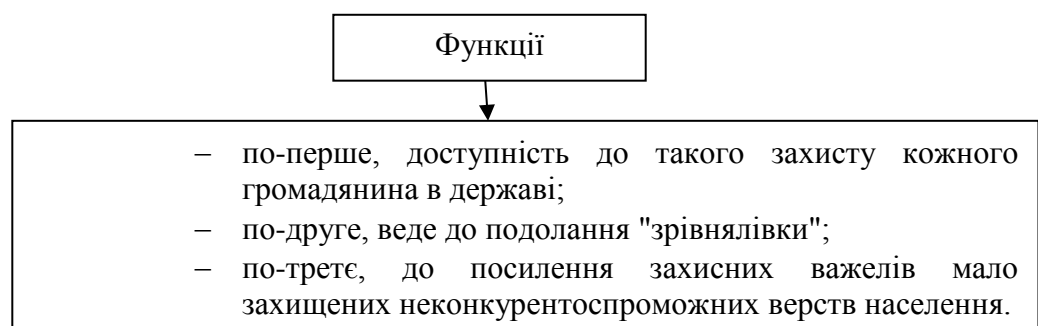 Функції
– по-перше, доступність до такого захисту кожного
громадянина в державі;
– по-друге, веде до подолання "зрівнялівки";
– по-третє, до посилення захисних важелів мало
захищених неконкурентоспроможних верств населення.